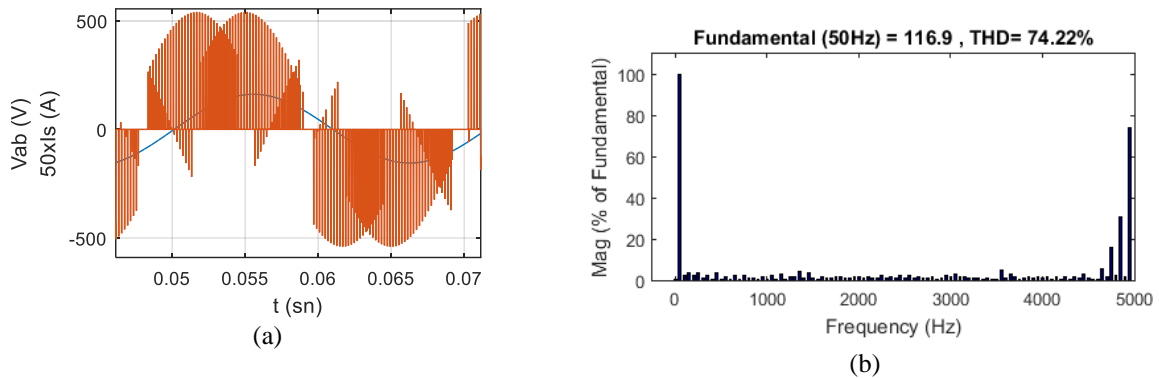 500
0
-500
Vab (V)
50xIs (A)
0.05
0.055
0.06
0.065
0.07
t (sn)
(a)
Fundamental (50Hz) = 116.9 , THD= 74.22%
100
80
60
40
20
0
Mag (% of Fundamental)
0
1000
2000
3000
4000
5000
Frequency (Hz)
(b)